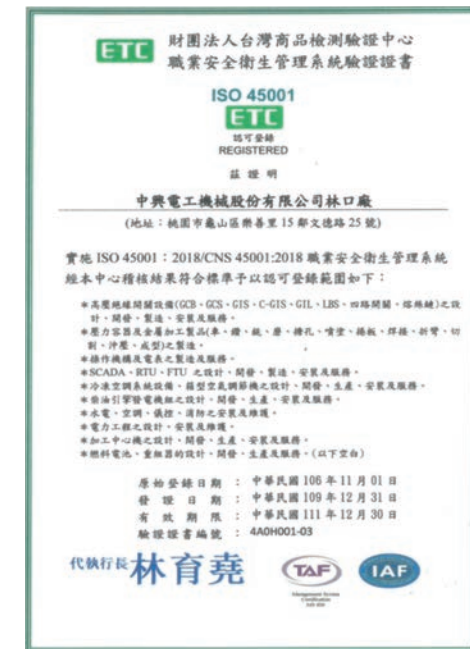 ETC 財團法人台灣商品檢測驗證中心
職業安全衛生管理系統驗證證書
ISO 45001
ETC
認可登錄
REGISTERED
茲證明
中興電工機械股份有限公司林口廠
(地址：桃園市龜山區樂善里 15 鄰文德路 25 號)
實施 ISO 45001：2018/CNS 45001:2018 職業安全衛生管理系統
經本中心稽核結果符合標準予以認可登錄範圍如下：
*高壓絕緣開關設備(GCB、GCS、GIS、C-GIS、GIL、LBS、四路開關、熔絲鏈)之設
計、開發、製造、安裝及服務。
*壓力容器及金屬加工製品(車、鑽、銑、磨、搪孔、噴塗、捲板、焊接、折彎、切
割、沖壓、成型)之製造。
*操作機構及電表之製造及服務。
*SCADA、RTU、FTU 之設計、開發、製造、安裝及服務。
*冷凍空調系統設備、箱型空氣調節機之設計、開發、生產、安裝及服務。
*柴油引擎發電機組之設計、開發、生產、安裝及服務。
*水電、空調、儀控、消防之安裝及維護。
*電力工程之設計、安裝及維護。
*加工中心機之設計、開發、生產、安裝及服務。
*燃料電池、重組器的設計、開發、生產及服務。(以下空白)
原始登錄日期 ： 中華民國 106 年 11 月 01 日
發證日期 ： 中華民國 109 年 12 月 31 日
有效期限 ： 中華民國 111 年 12 月 30 日
驗證證書編號 ： 4A0H001-03
代執行長 林育堯
TAF
IAF
Management System
Certification